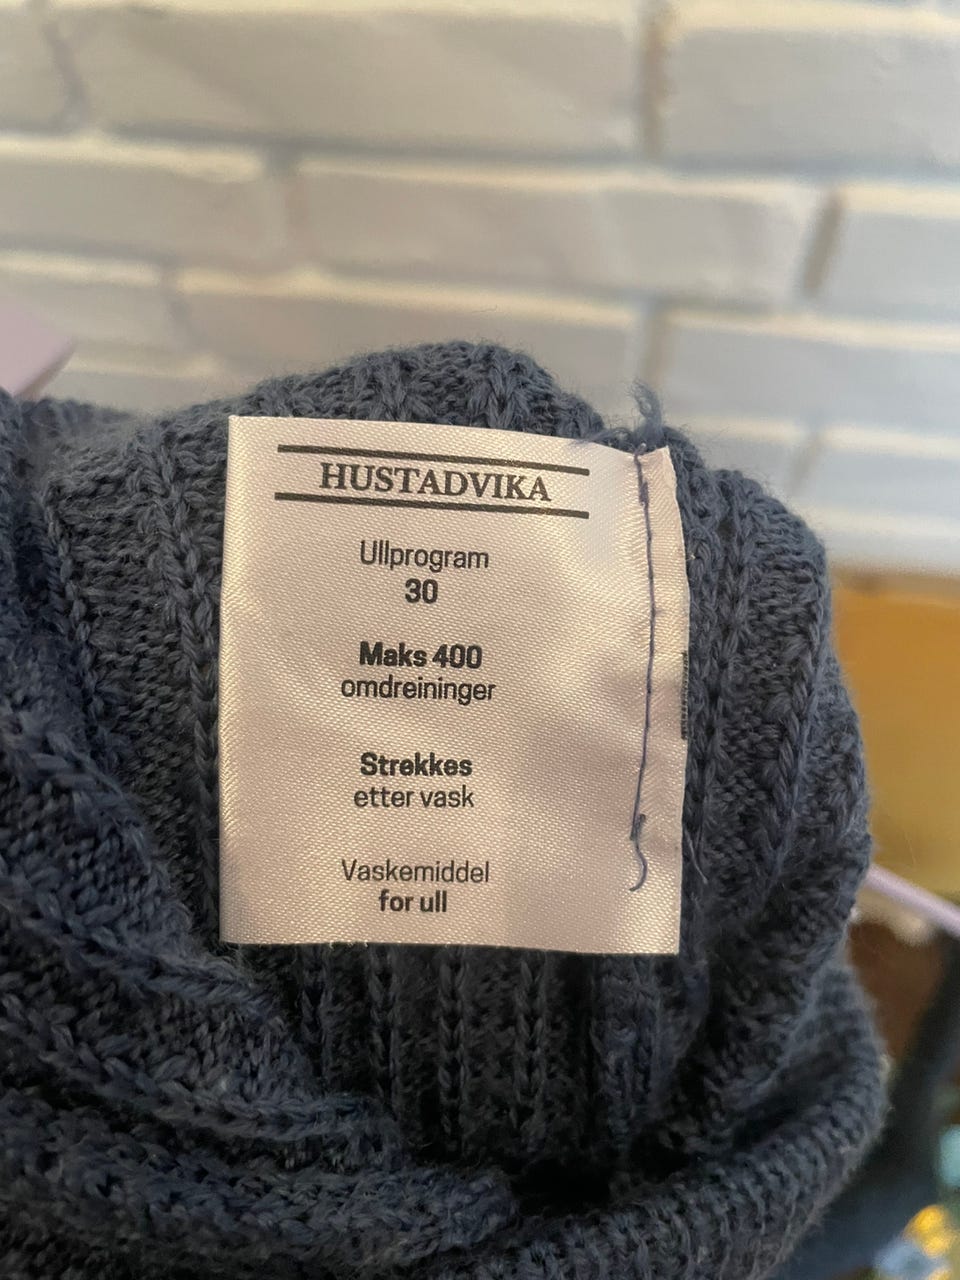 HUSTADVIKA
Ullprogram
30
Maks 400
omdreininger
Strekkes
etter vask
Vaskemiddel
for ull